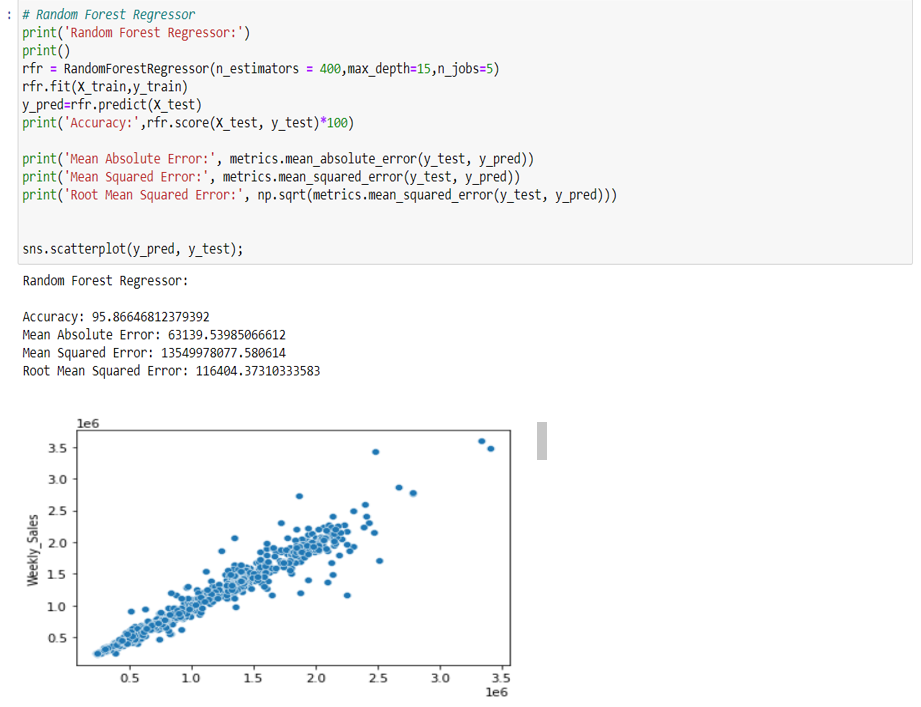 :
# Random Forest Regressor
print('Random Forest Regressor:')
print()
rfr = RandomForestRegressor(n_estimators = 400,max_depth=15,n_jobs=5)
rfr.fit(X_train,y_train)
y_pred=rfr.predict(X_test)
print('Accuracy:',rfr.score(X_test, y_test)*100)
print('Mean Absolute Error:', metrics.mean_absolute_error(y_test, y_pred))
print('Mean Squared Error:', metrics.mean_squared_error(y_test, y_pred))
print('Root Mean Squared Error:', np.sqrt(metrics.mean_squared_error(y_test, y_pred)))
sns.scatterplot(y_pred, y_test);
Random Forest Regressor:
Accuracy: 95.86646812379392
Mean Absolute Error: 63139.53985066612
Mean Squared Error: 13549978077.580614
Root Mean Squared Error: 116404.37310333583
1e6
3.5
3.0
2.5
2.0
1.5
1.0
0.5
Weekly_Sales
0.5 1.0 1.5 2.0 2.5 3.0 3.5
1e6